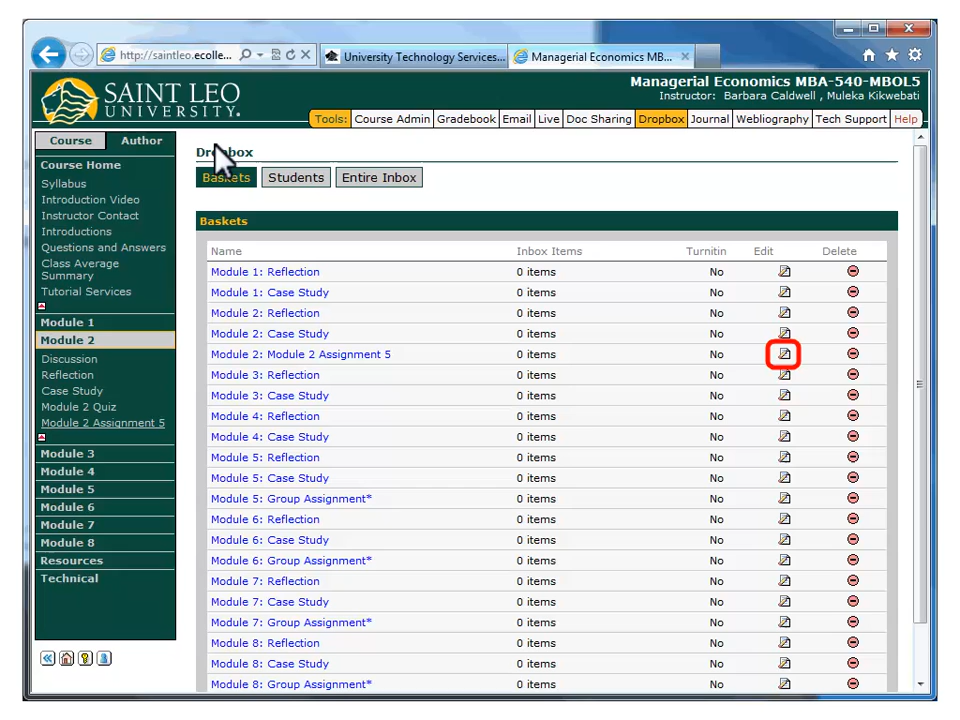 http://saintleo.ecolle...
University Technology Services...
Managerial Economics MB...
SAINT LEO
UNIVERSITY.
Managerial Economics MBA-540-MBOL5
Instructor: Barbara Caldwell , Muleka Kikwebati
Tools: Course Admin Gradebook Email Live Doc Sharing Dropbox Journal Webliography Tech Support Help
Course Author
Course Home
Syllabus
Introduction Video
Instructor Contact
Introductions
Questions and Answers
Class Average
Summary
Tutorial Services
Module 1
Module 2
Discussion
Reflection
Case Study
Module 2 Quiz
Module 2 Assignment 5
Module 3
Module 4
Module 5
Module 6
Module 7
Module 8
Resources
Technical
Dropbox
Baskets Students Entire Inbox
Baskets
Name Inbox Items Turnitin Edit Delete
Module 1: Reflection 0 items No
Module 1: Case Study 0 items No
Module 2: Reflection 0 items No
Module 2: Case Study 0 items No
Module 2: Module 2 Assignment 5 0 items No
Module 3: Reflection 0 items No
Module 3: Case Study 0 items No
Module 4: Reflection 0 items No
Module 4: Case Study 0 items No
Module 5: Reflection 0 items No
Module 5: Case Study 0 items No
Module 5: Group Assignment* 0 items No
Module 6: Reflection 0 items No
Module 6: Case Study 0 items No
Module 6: Group Assignment* 0 items No
Module 7: Reflection 0 items No
Module 7: Case Study 0 items No
Module 7: Group Assignment* 0 items No
Module 8: Reflection 0 items No
Module 8: Case Study 0 items No
Module 8: Group Assignment* 0 items No